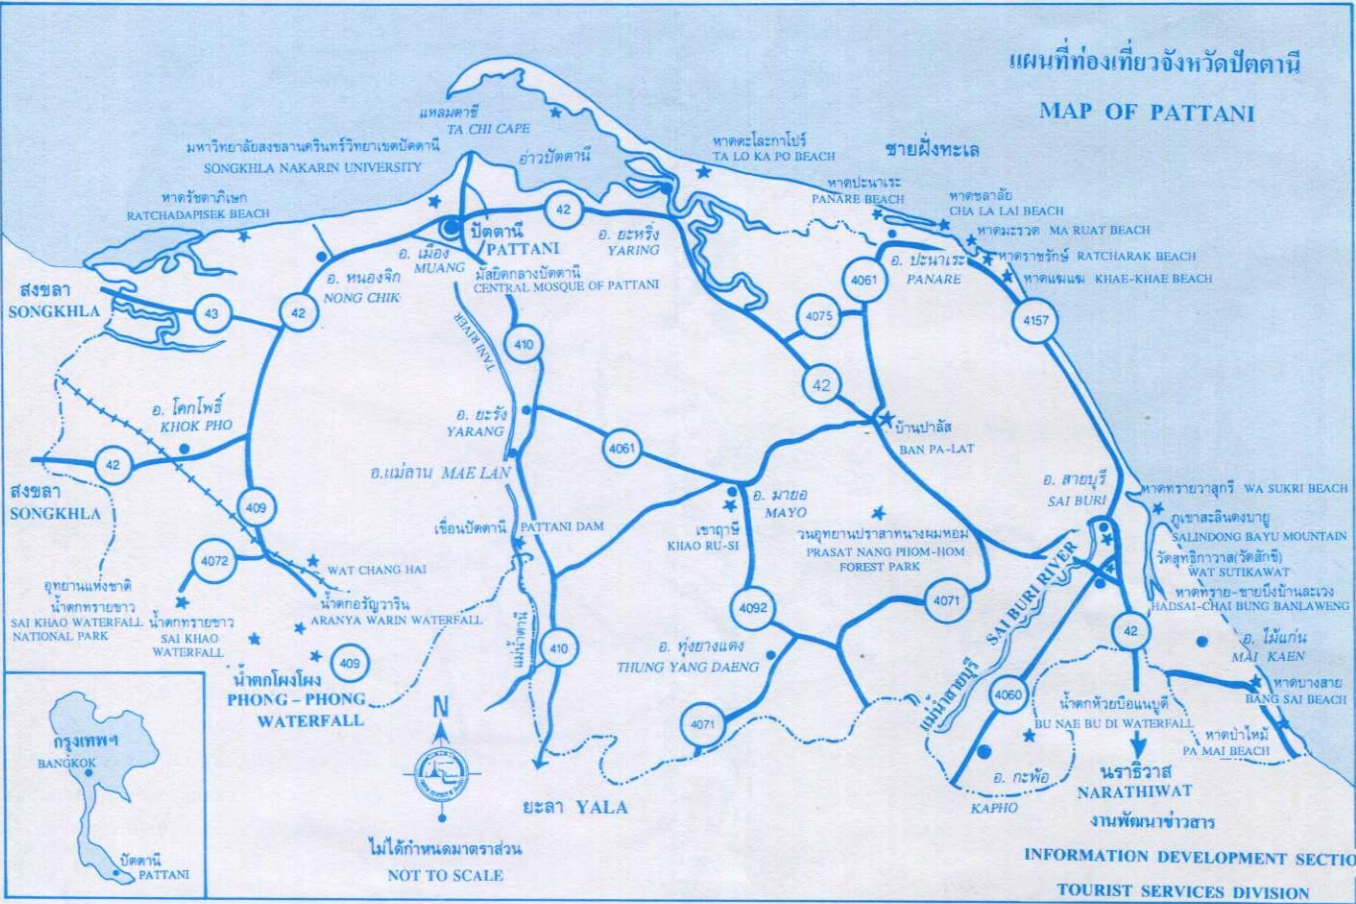 แผนที่ท่องเที่ยวจังหวัดปัตตานี
MAP OF PATTANI
แหลมตาชี
TA CHI CAPE
มหาวิทยาลัยสงขลานครินทร์วิทยาเขตปัตตานี
SONGKHLA NAKARIN UNIVERSITY
อ่าวปัตตานี
หาดตะโละกาโปร์
TA LO KA PO BEACH
ชายฝั่งทะเล
หาดรัชดาภิเษก
RATCHADAPISEK BEACH
หาดปะนาเระ
PANARE BEACH
หาดชลาลัย
CHA LA LAI BEACH
หาดมะรวด MA RUAT BEACH
หาดราชรักษ์ RATCHARAK BEACH
หาดแฆแฆ KHAE-KHAE BEACH
42
ปัตตานี
PATTANI
อ. เมือง
MUANG
อ. ยะหริ่ง
YARING
อ. ปะนาเระ
PANARE
อ. หนองจิก
NONG CHIK
มัสยิดกลางปัตตานี
CENTRAL MOSQUE OF PATTANI
สงขลา
SONGKHLA
43
42
4061
4075
4157
TANI RIVER
410
42
อ. โคกโพธิ์
KHOK PHO
อ. ยะรัง
YARANG
4061
บ้านปาลัส
BAN PA-LAT
42
อ.แม่ลาน MAE LAN
สงขลา
SONGKHLA
409
อ. มายอ
MAYO
อ. สายบุรี
SAI BURI
หาดทรายวาสุกรี WA SUKRI BEACH
เขื่อนปัตตานี PATTANI DAM
เขาฤาษี
KHAO RU-SI
วนอุทยานปราสาทนางผมหอม
PRASAT NANG PHOM-HOM
FOREST PARK
ภูเขาสะลินดงบายู
SALINDONG BAYU MOUNTAIN
วัดสุทธิกาวาส(วัดสักขี)
WAT SUTIKAWAT
หาดทราย-ชายบึงบ้านละเวง
HADSAI-CHAI BUNG BANLAWENG
4072
WAT CHANG HAI
อุทยานแห่งชาติ
น้ำตกทรายขาว
SAI KHAO WATERFALL
NATIONAL PARK
น้ำตกทรายขาว
SAI KHAO
WATERFALL
น้ำตกอรัญวาริน
ARANYA WARIN WATERFALL
4092
4071
SAI BURI RIVER
42
อ. ไม้แก่น
MAI KAEN
แม่น้ำตานี
410
อ. ทุ่งยางแดง
THUNG YANG DAENG
409
น้ำตกโผงโผง
PHONG - PHONG
WATERFALL
4071
แม่น้ำสายบุรี
4060
หาดบางสาย
BANG SAI BEACH
น้ำตกห้วยบือแนบูดี
BU NAE BU DI WATERFALL
หาดป่าไหม้
PA MAI BEACH
N
กรุงเทพฯ
BANGKOK
ปัตตานี
PATTANI
อ. กะพ้อ
KAPHO
นราธิวาส
NARATHIWAT
ยะลา YALA
ไม่ได้กำหนดมาตราส่วน
NOT TO SCALE
งานพัฒนาข่าวสาร
INFORMATION DEVELOPMENT SECTIO
TOURIST SERVICES DIVISION